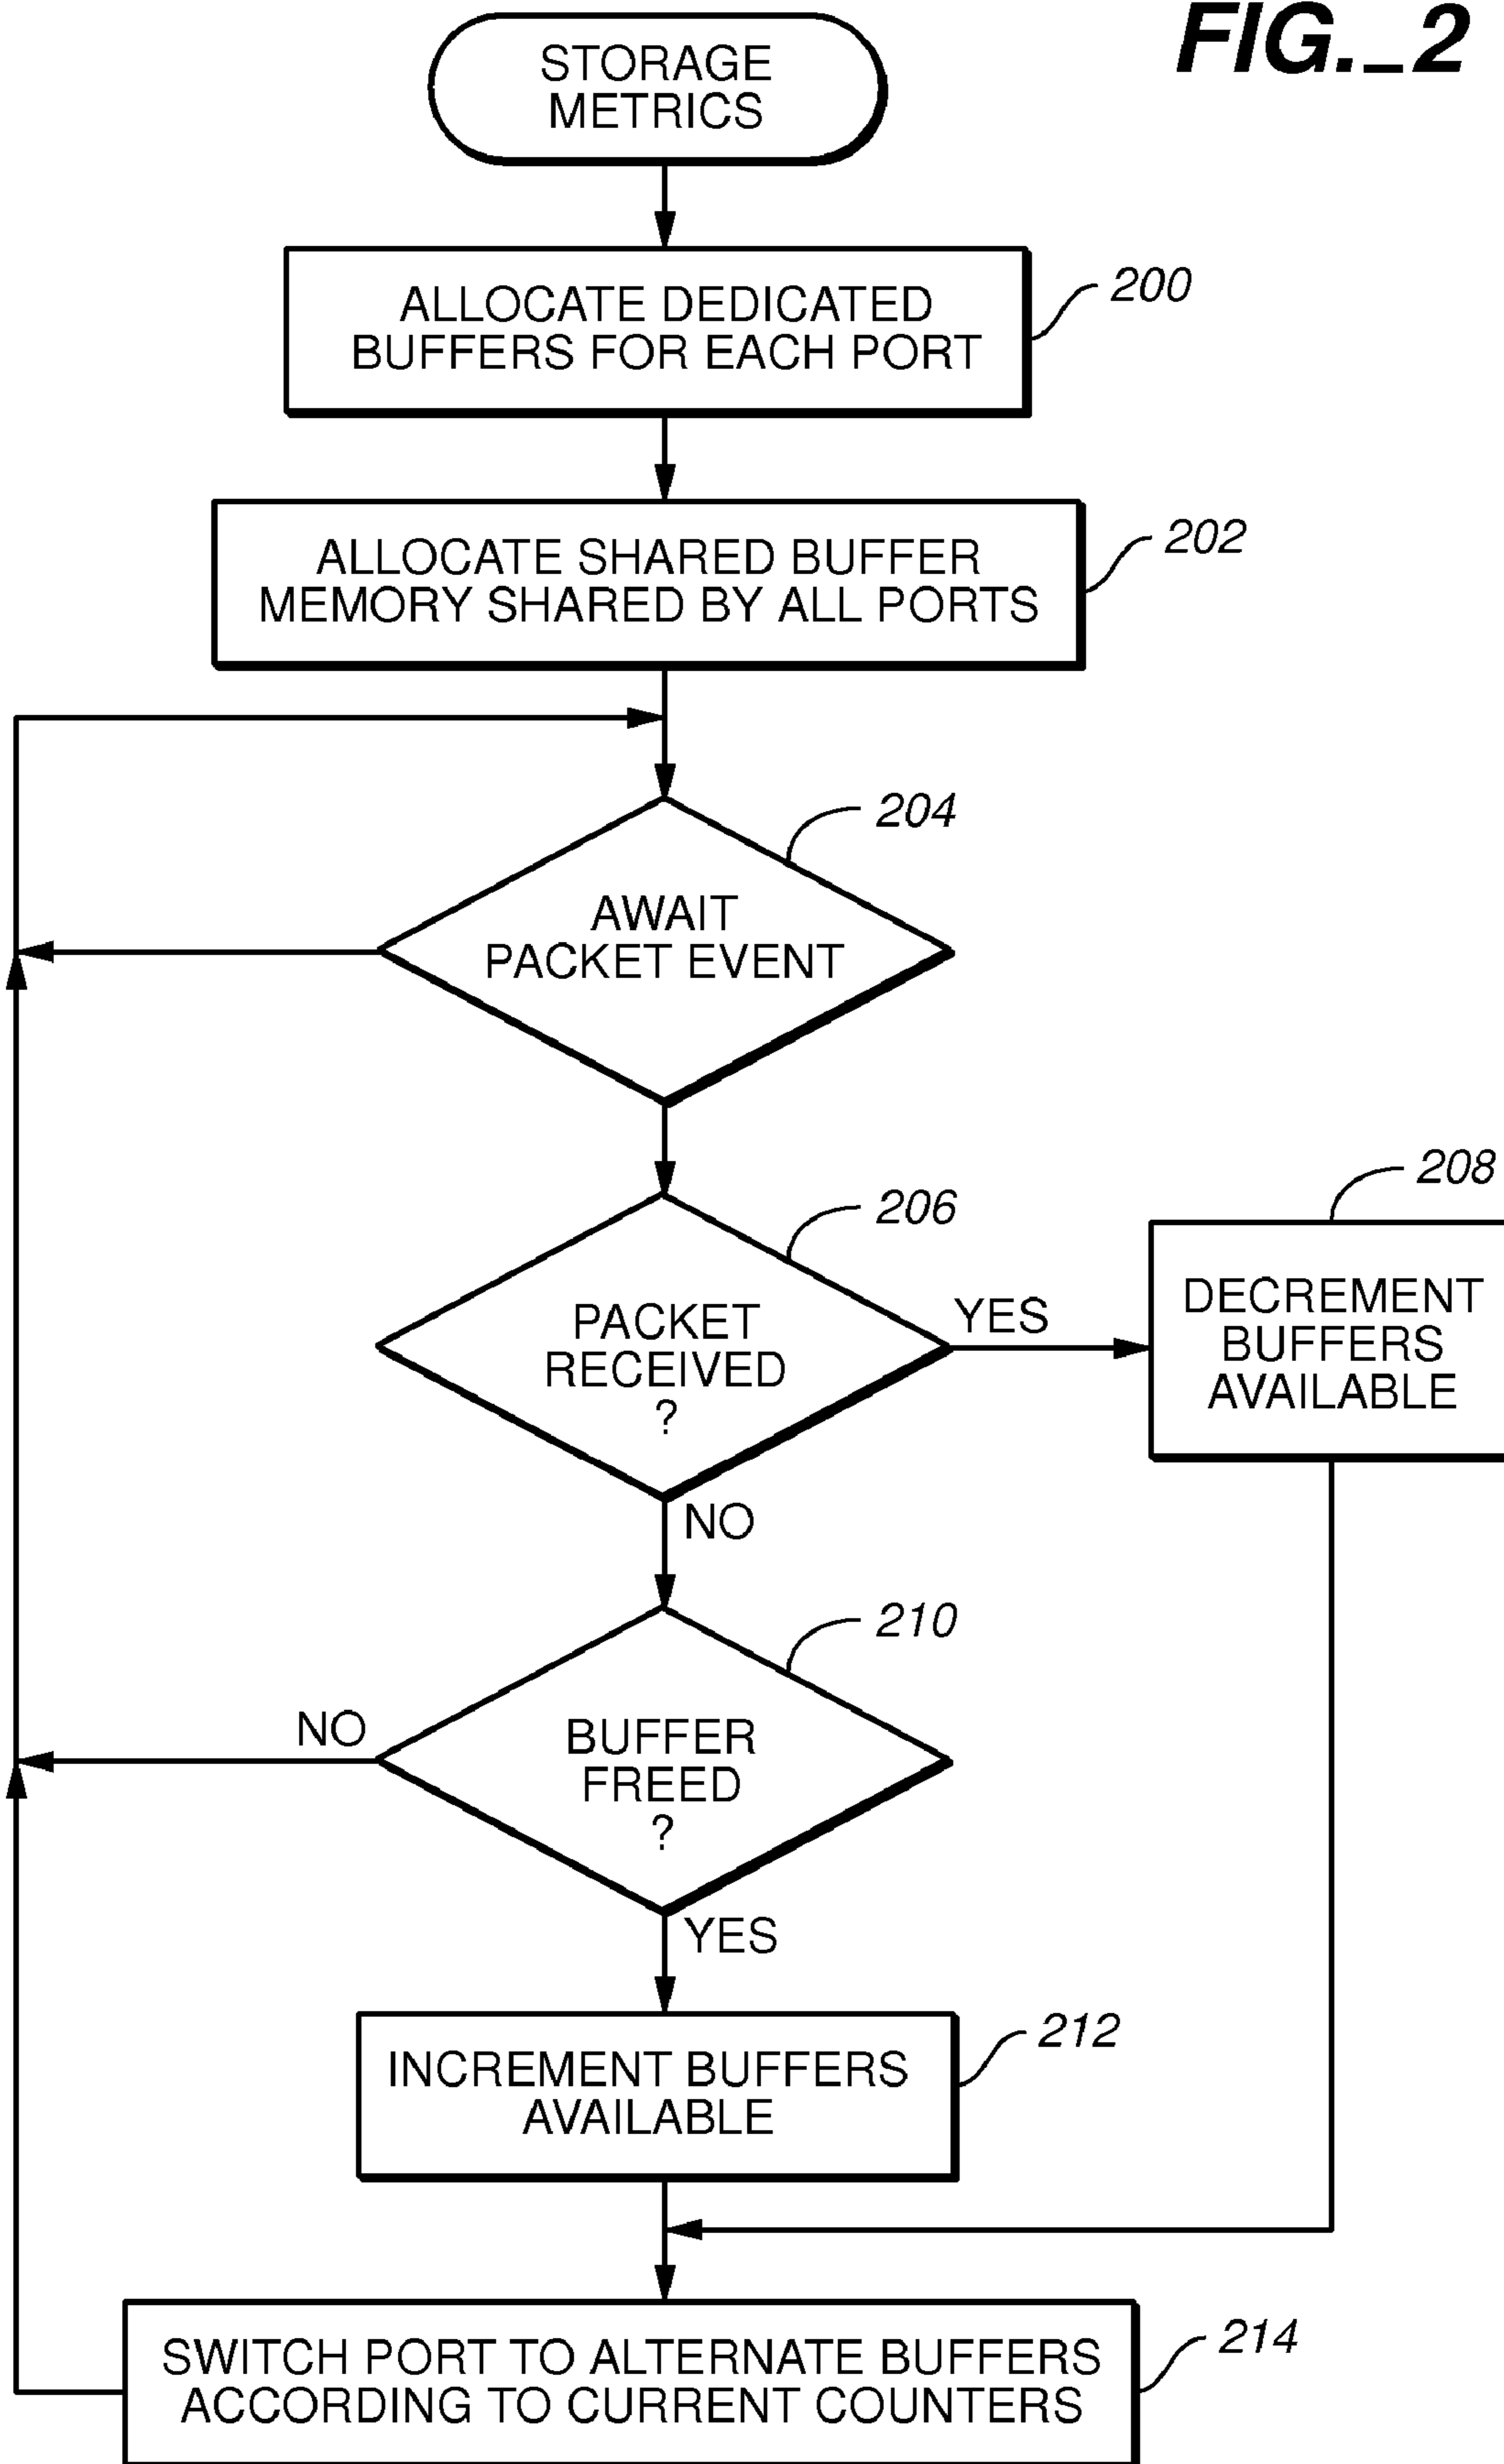 FIG._2
STORAGE
METRICS
ALLOCATE DEDICATED
BUFFERS FOR EACH PORT
200
ALLOCATE SHARED BUFFER
MEMORY SHARED BY ALL PORTS
202
204
AWAIT
PACKET EVENT
206
PACKET
RECEIVED
?
YES
208
DECREMENT
BUFFERS
AVAILABLE
NO
210
BUFFER
FREED
?
NO
YES
212
INCREMENT BUFFERS
AVAILABLE
214
SWITCH PORT TO ALTERNATE BUFFERS
ACCORDING TO CURRENT COUNTERS